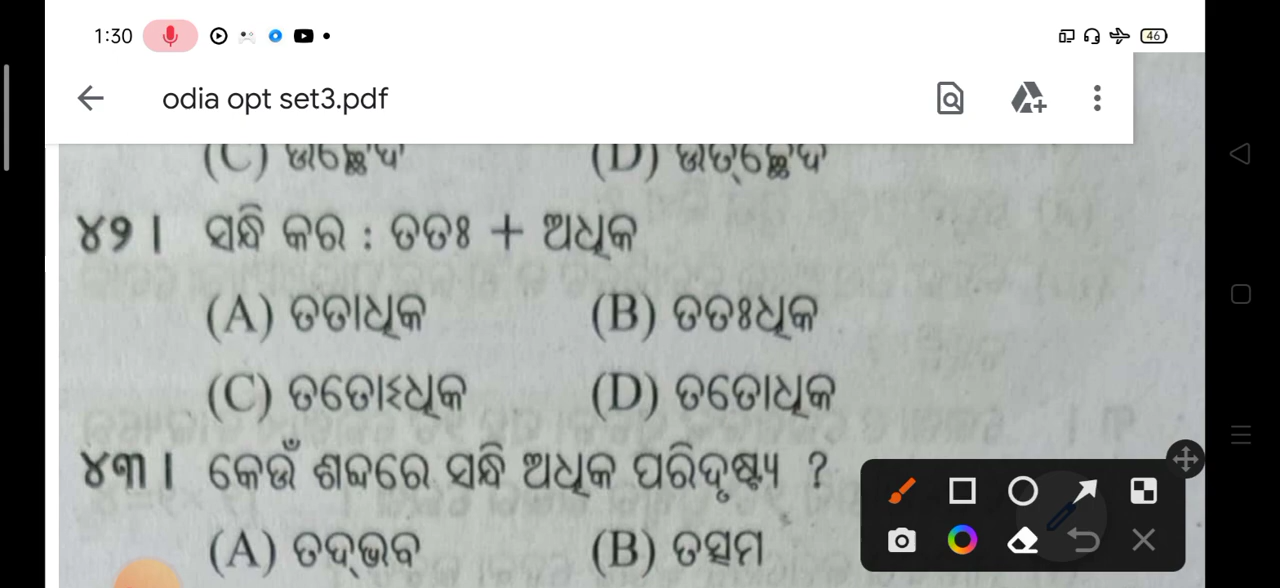 1:30 46
odia opt set3.pdf
(C) ଉଚ୍ଛେଦ (D) ଉତ୍‌ଚ୍ଛେଦ
୪୨। ସନ୍ଧି କର : ତତଃ + ଅଧିକ
(A) ତତାଧିକ (B) ତତଃଧିକ
(C) ତତୋଽଧିକ (D) ତତୋଧିକ
୪୩। କେଉଁ ଶବ୍ଦରେ ସନ୍ଧି ଅଧିକ ପରିଦୃଷ୍ଟ୍ୟ ?
(A) ତଦ୍‌ଭବ (B) ତତ୍ସମ